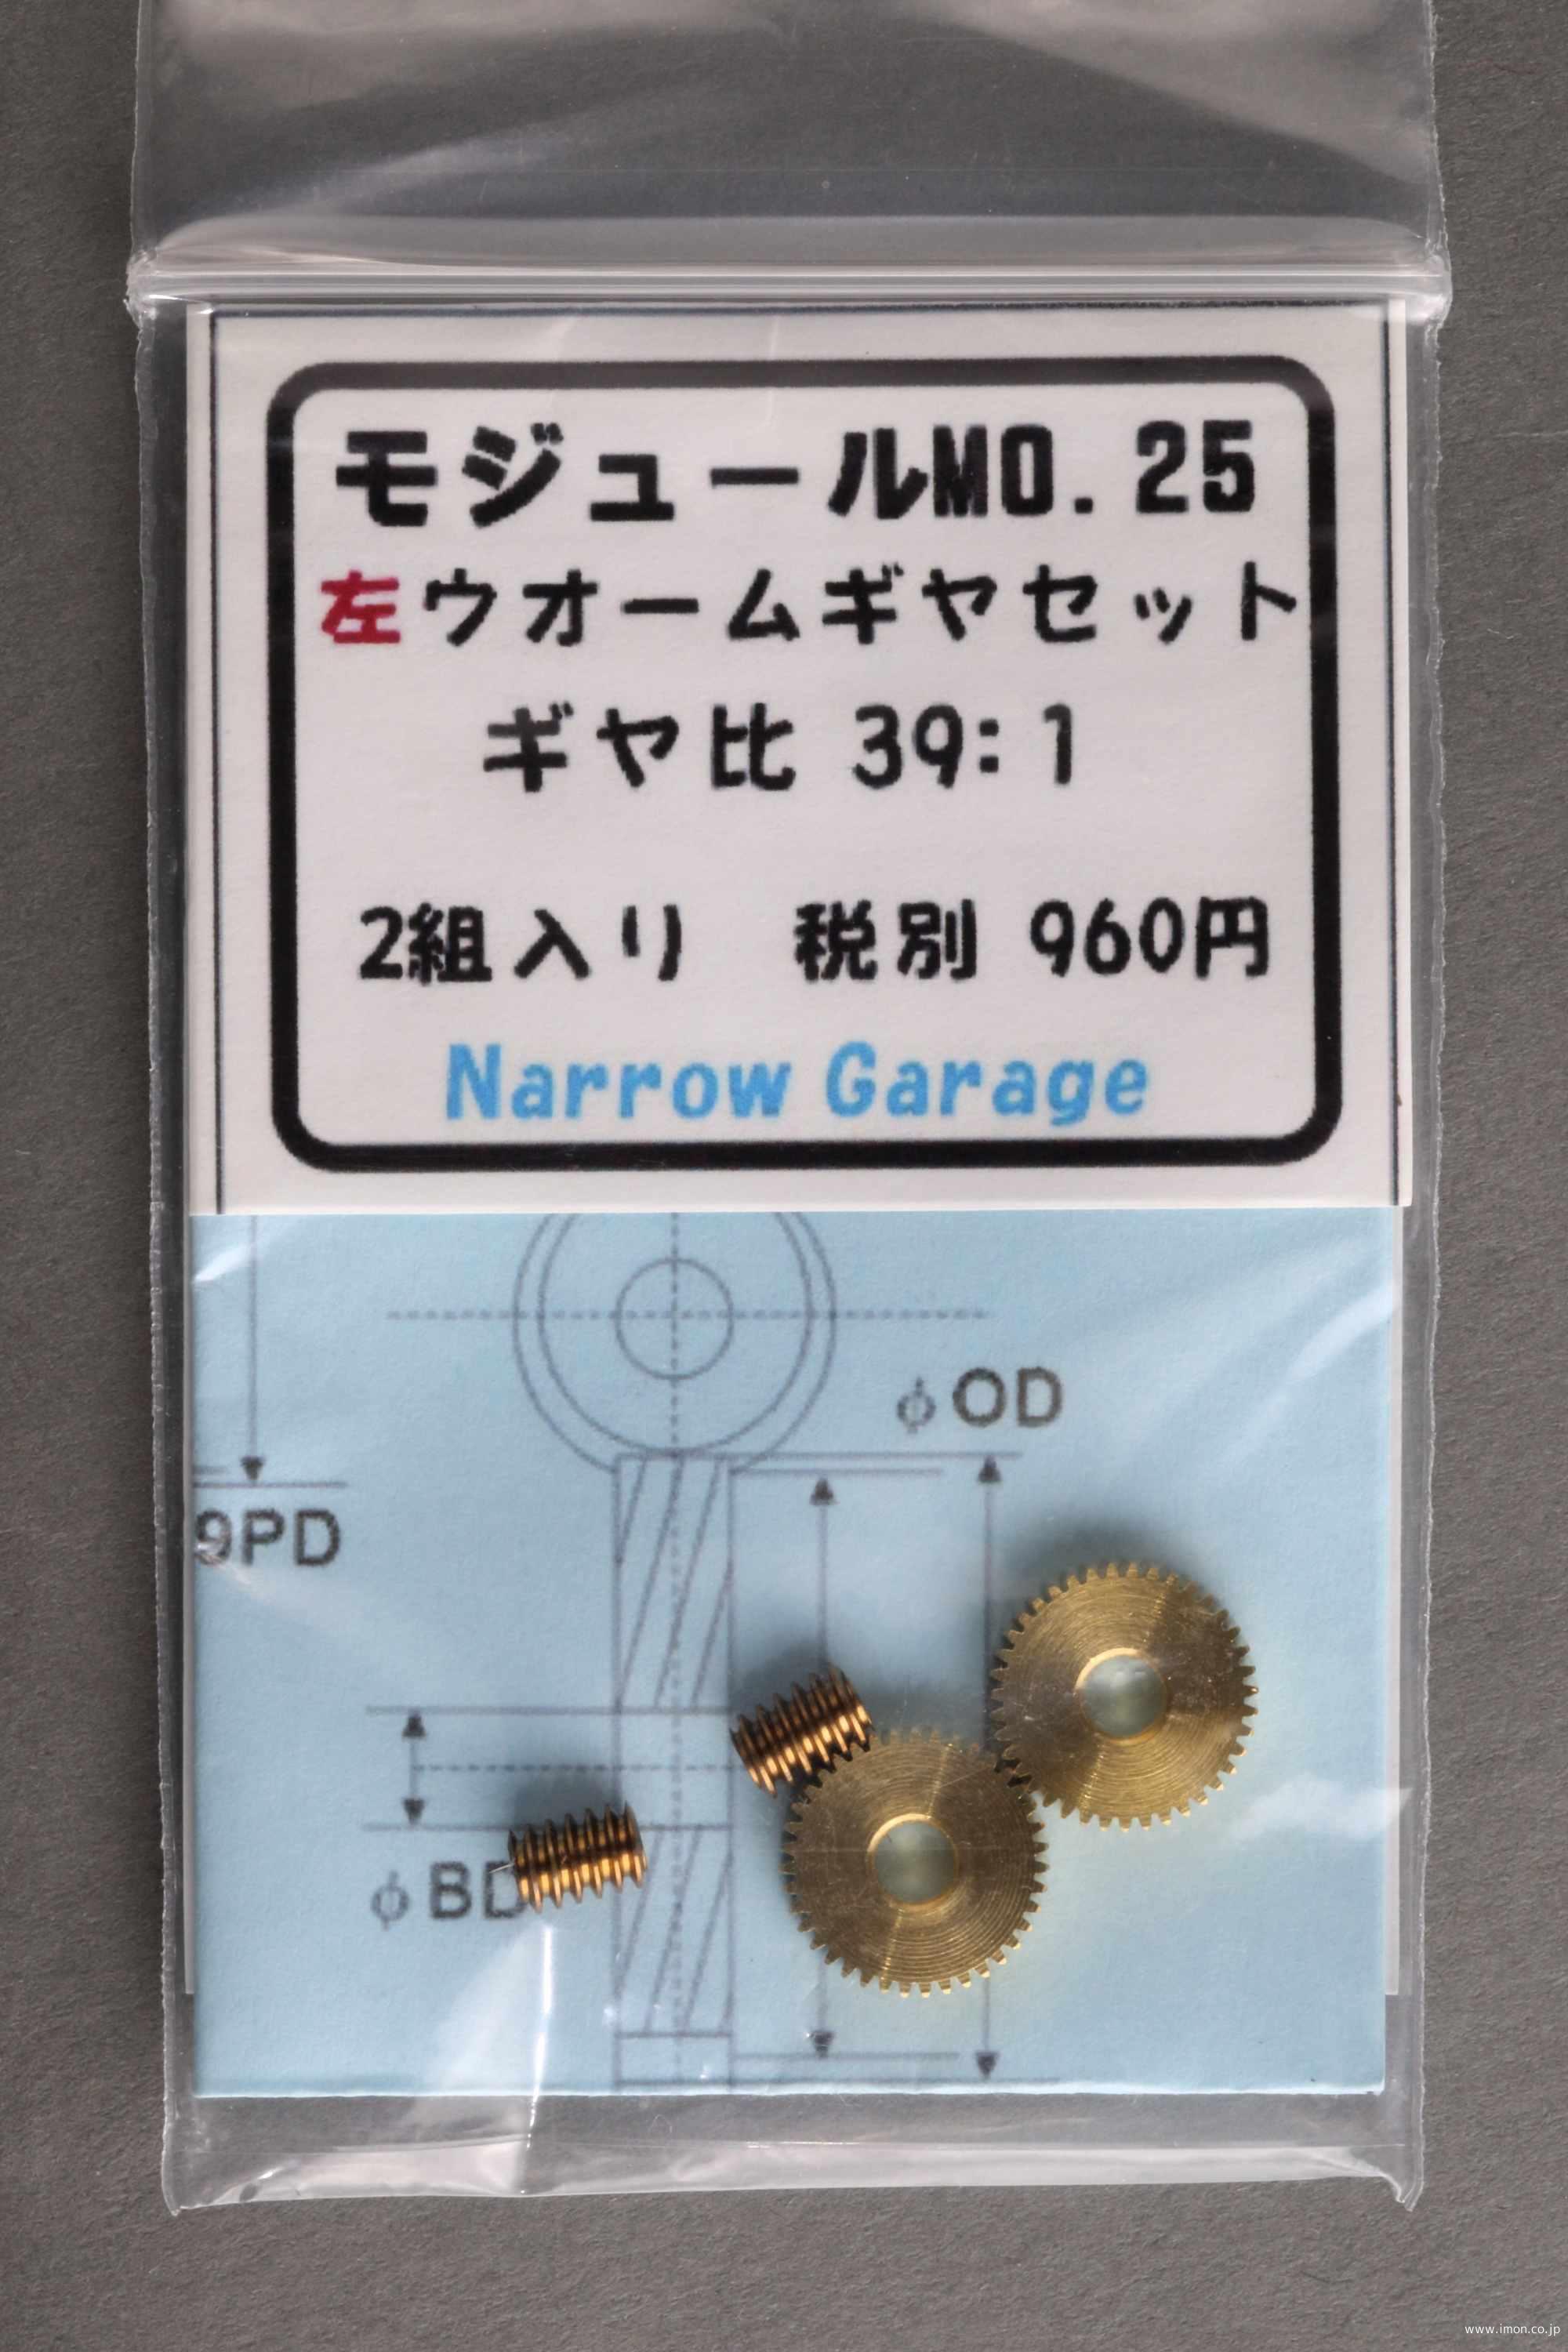 モジュールM0.25
左ウオームギヤセット
ギヤ比 39:1
2組入り 税別 960円
Narrow Garage
φOD
9PD
φBD
www.imon.co.jp